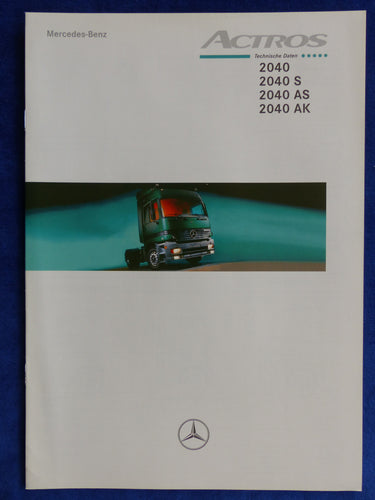 Mercedes-Benz
ACTROS
Technische Daten
2040
2040 S
2040 AS
2040 AK